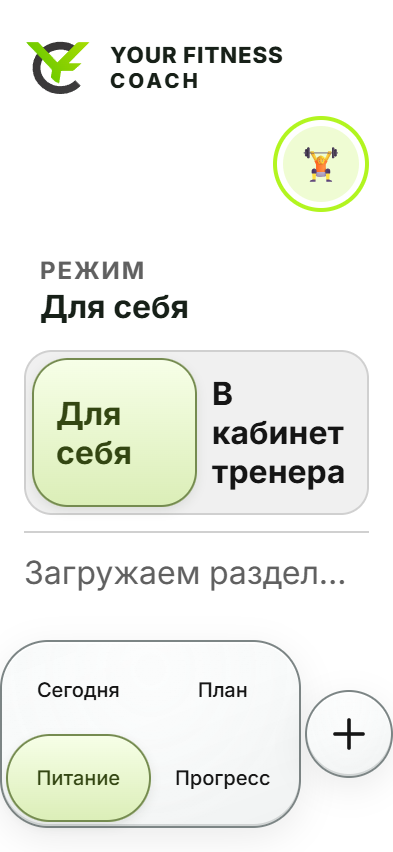 YOUR FITNESS
COACH
РЕЖИМ
Для себя
Для
себя
В
кабинет
тренера
Загружаем раздел...
Сегодня
План
Питание
Прогресс